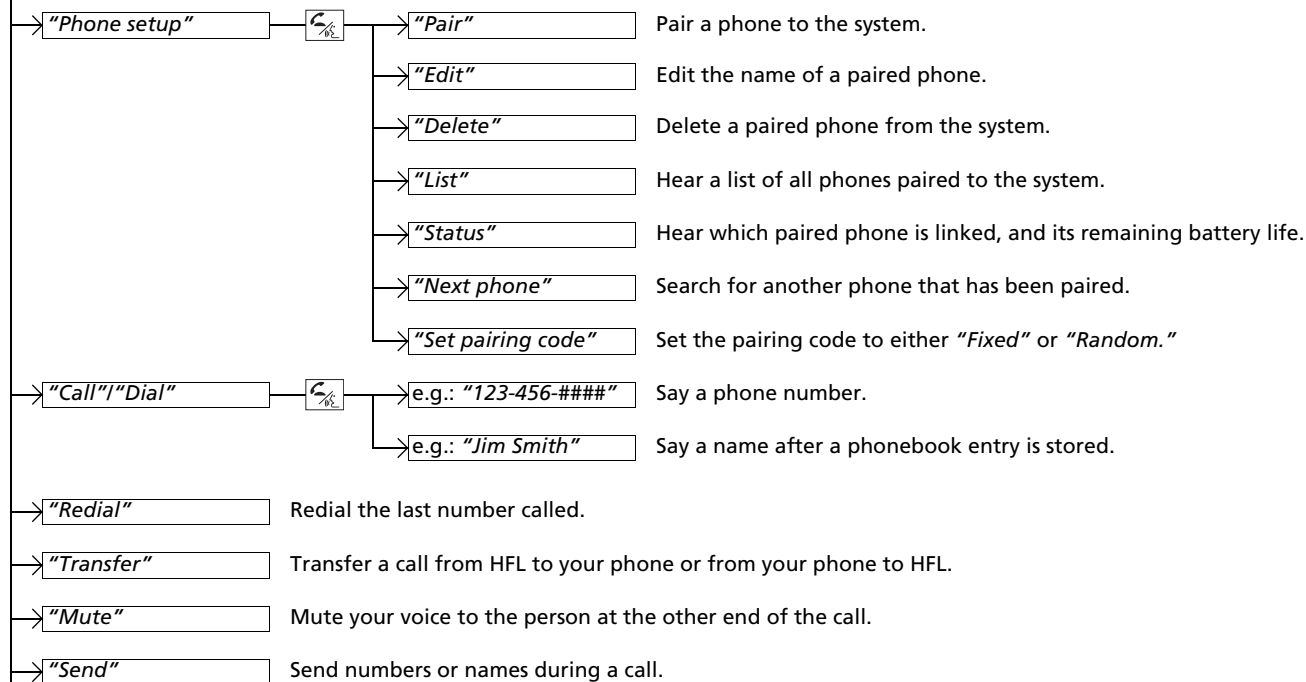 "Phone setup" "Pair" Pair a phone to the system.
"Edit" Edit the name of a paired phone.
"Delete" Delete a paired phone from the system.
"List" Hear a list of all phones paired to the system.
"Status" Hear which paired phone is linked, and its remaining battery life.
"Next phone" Search for another phone that has been paired.
"Set pairing code" Set the pairing code to either "Fixed" or "Random."
"Call"/"Dial" e.g.: "123-456-####" Say a phone number.
e.g.: "Jim Smith" Say a name after a phonebook entry is stored.
"Redial" Redial the last number called.
"Transfer" Transfer a call from HFL to your phone or from your phone to HFL.
"Mute" Mute your voice to the person at the other end of the call.
"Send" Send numbers or names during a call.